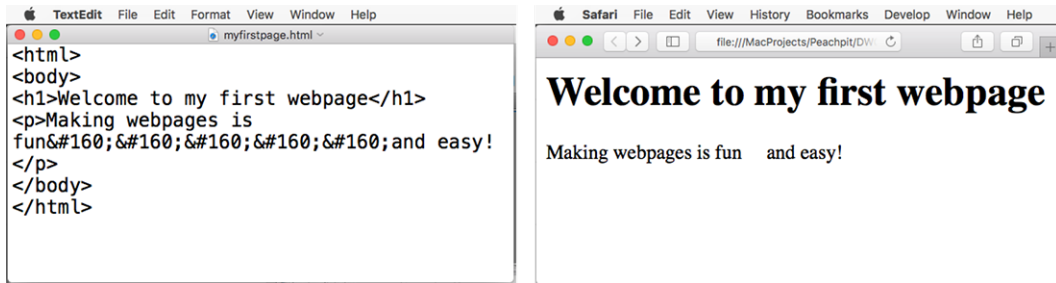 TextEdit File Edit Format View Window Help
myfirstpage.html
<html>
<body>
<h1>Welcome to my first webpage</h1>
<p>Making webpages is
fun&#160;&#160;&#160;&#160;&#160;and easy!
</p>
</body>
</html>
Safari File Edit View History Bookmarks Develop Window Help
file:///MacProjects/Peachpit/DW
Welcome to my first webpage
Making webpages is fun     and easy!